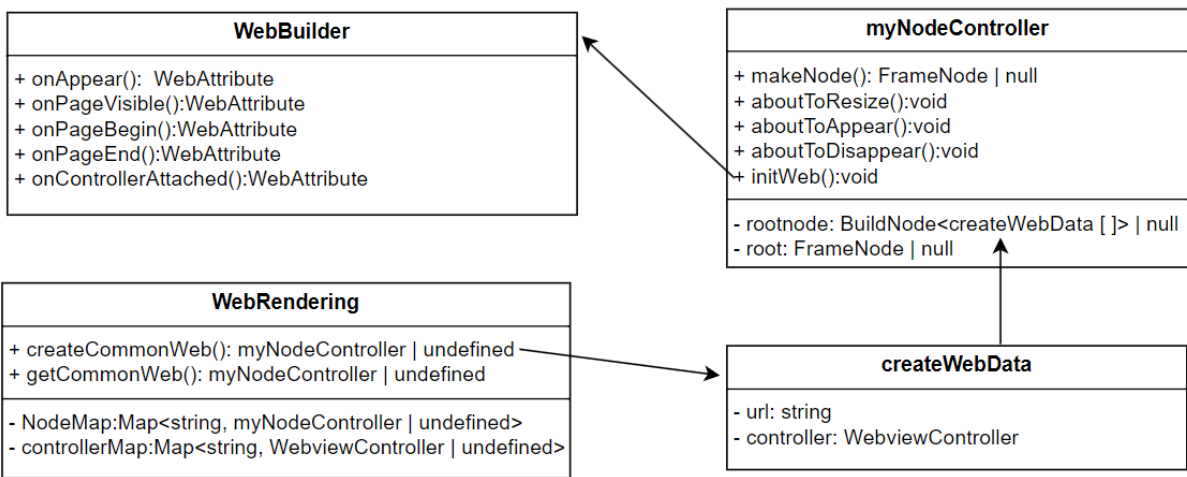 WebBuilder
+ onAppear():  WebAttribute
+ onPageVisible():WebAttribute
+ onPageBegin():WebAttribute
+ onPageEnd():WebAttribute
+ onControllerAttached():WebAttribute
myNodeController
+ makeNode(): FrameNode | null
+ aboutToResize():void
+ aboutToAppear():void
+ aboutToDisappear():void
+ initWeb():void
- rootnode: BuildNode<createWebData [ ]> | null
- root: FrameNode | null
WebRendering
+ createCommonWeb(): myNodeController | undefined
+ getCommonWeb(): myNodeController | undefined
- NodeMap:Map<string, myNodeController | undefined>
- controllerMap:Map<string, WebviewController | undefined>
createWebData
- url: string
- controller: WebviewController